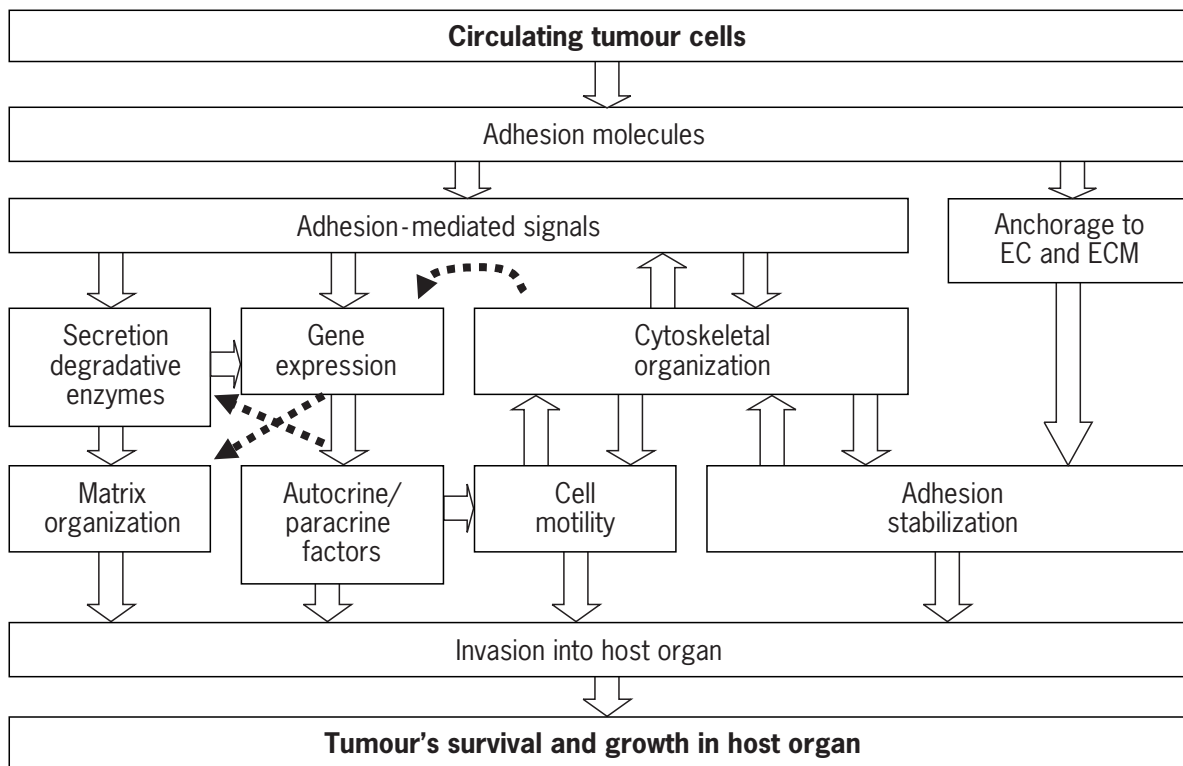 Circulating tumour cells
Adhesion molecules
Adhesion-mediated signals
Anchorage to
EC and ECM
Secretion
degradative
enzymes
Gene
expression
Cytoskeletal
organization
Matrix
organization
Autocrine/
paracrine
factors
Cell
motility
Adhesion
stabilization
Invasion into host organ
Tumour's survival and growth in host organ